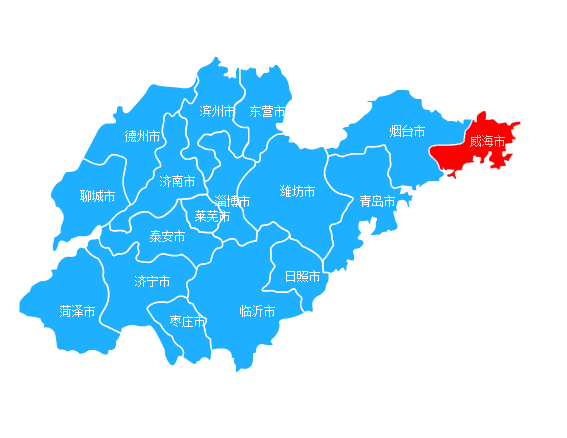 滨州市
东营市
德州市
烟台市
威海市
济南市
聊城市
淄博市
潍坊市
青岛市
莱芜市
泰安市
济宁市
日照市
菏泽市
枣庄市
临沂市